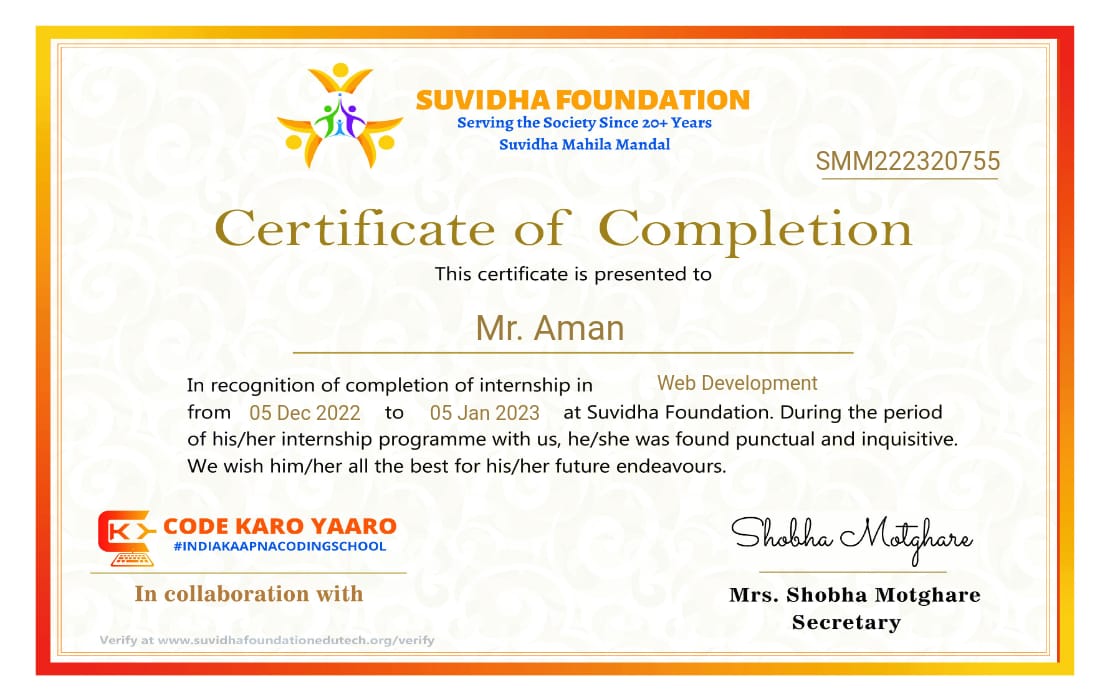 SUVIDHA FOUNDATION
Serving the Society Since 20+ Years
Suvidha Mahila Mandal
SMM222320755
Certificate of Completion
This certificate is presented to
Mr. Aman
In recognition of completion of internship in Web Development
from 05 Dec 2022 to 05 Jan 2023 at Suvidha Foundation. During the period
of his/her internship programme with us, he/she was found punctual and inquisitive.
We wish him/her all the best for his/her future endeavours.
CK
CODE KARO YAARO
#INDIKAAPNACODINGSCHOOL
In collaboration with
Verify at www.suvidhafoundationedutech.org/verify
Shobha Motghare
Mrs. Shobha Motghare
Secretary